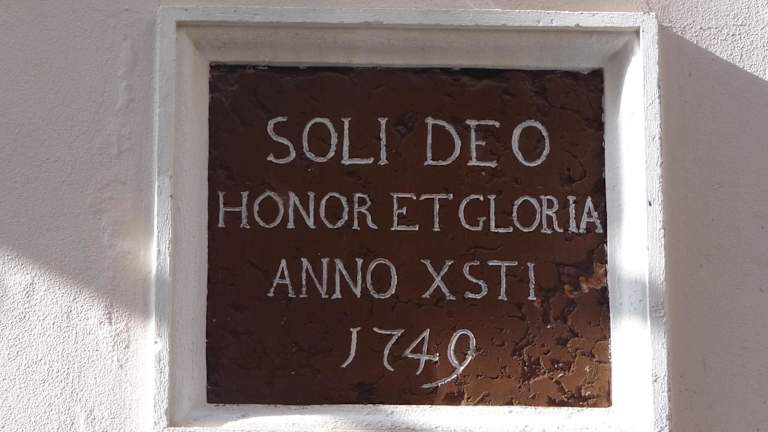 SOLI DEO
HONOR ET GLORIA
ANNO XSTI
1749